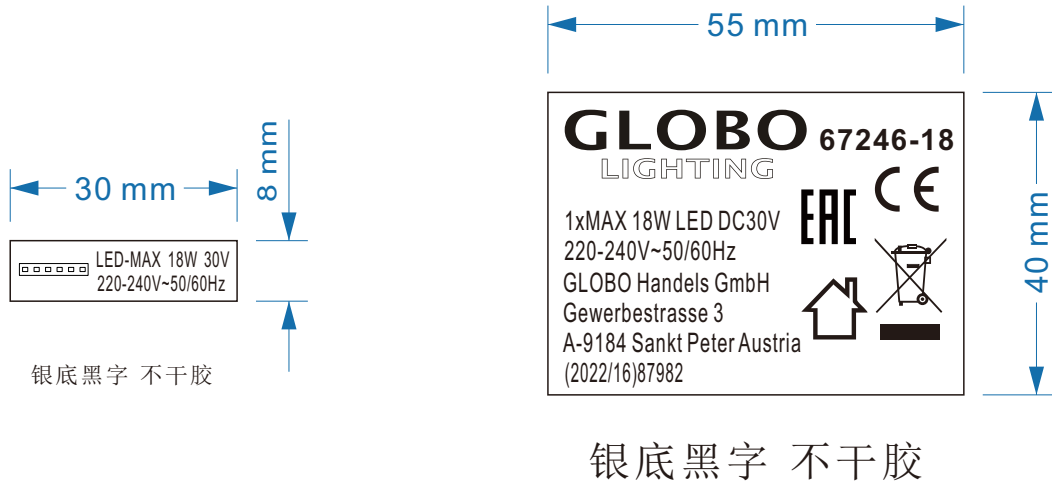 30 mm
8 mm
LED-MAX 18W 30V
220-240V~50/60Hz
银底黑字 不干胶
55 mm
40 mm
GLOBO 67246-18
LIGHTING
CE
EAC
1xMAX 18W LED DC30V
220-240V~50/60Hz
GLOBO Handels GmbH
Gewerbestrasse 3
A-9184 Sankt Peter Austria
(2022/16)87982
银底黑字 不干胶